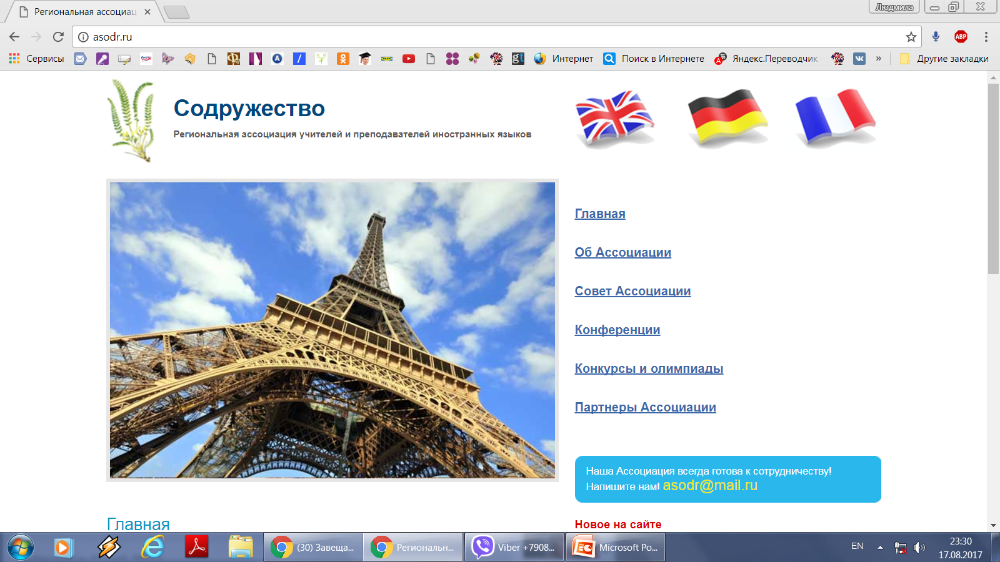 Региональная ассоциац
Людмила
asodr.ru
ABP
Сервисы
Интернет
Поиск в Интернете
Яндекс.Переводчик
»
Другие закладки
Содружество
Региональная ассоциация учителей и преподавателей иностранных языков
Главная
Об Ассоциации
Совет Ассоциации
Конференции
Конкурсы и олимпиады
Партнеры Ассоциации
Наша Ассоциация всегда готова к сотрудничеству!
Напишите нам! asodr@mail.ru
Главная
Новое на сайте
(30) Завеща...
Региональн...
Viber +7908...
Microsoft Po...
EN
23:30
17.08.2017